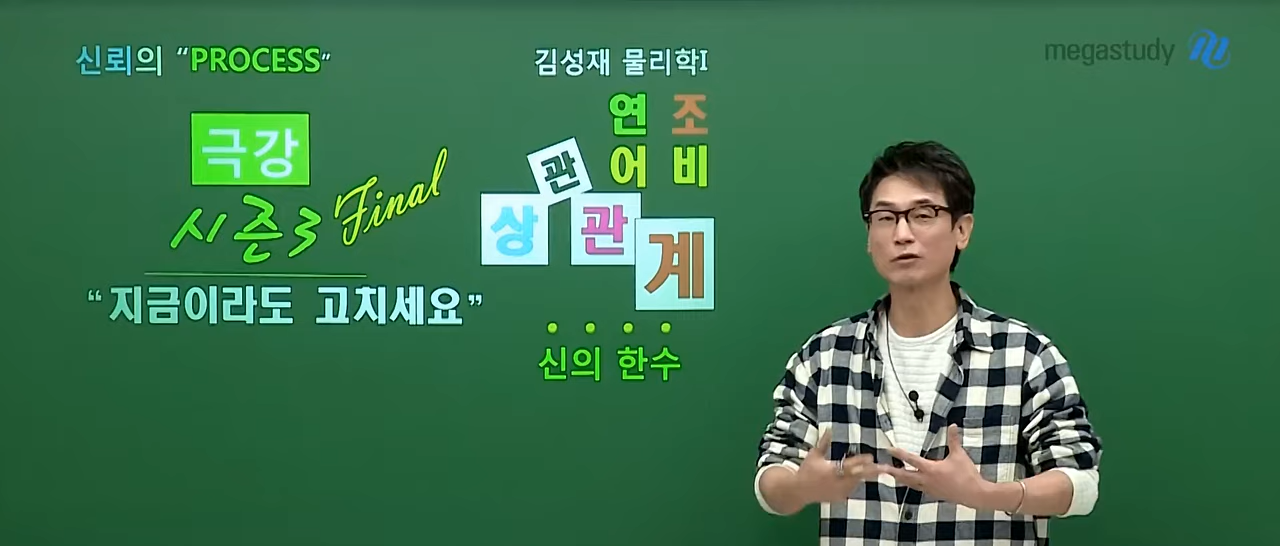 신뢰의 "PROCESS"
김성재 물리학I
megastudy
극강
시즌3 Final
"지금이라도 고치세요"
연 조
어 비
관
상 관 계
신의 한수